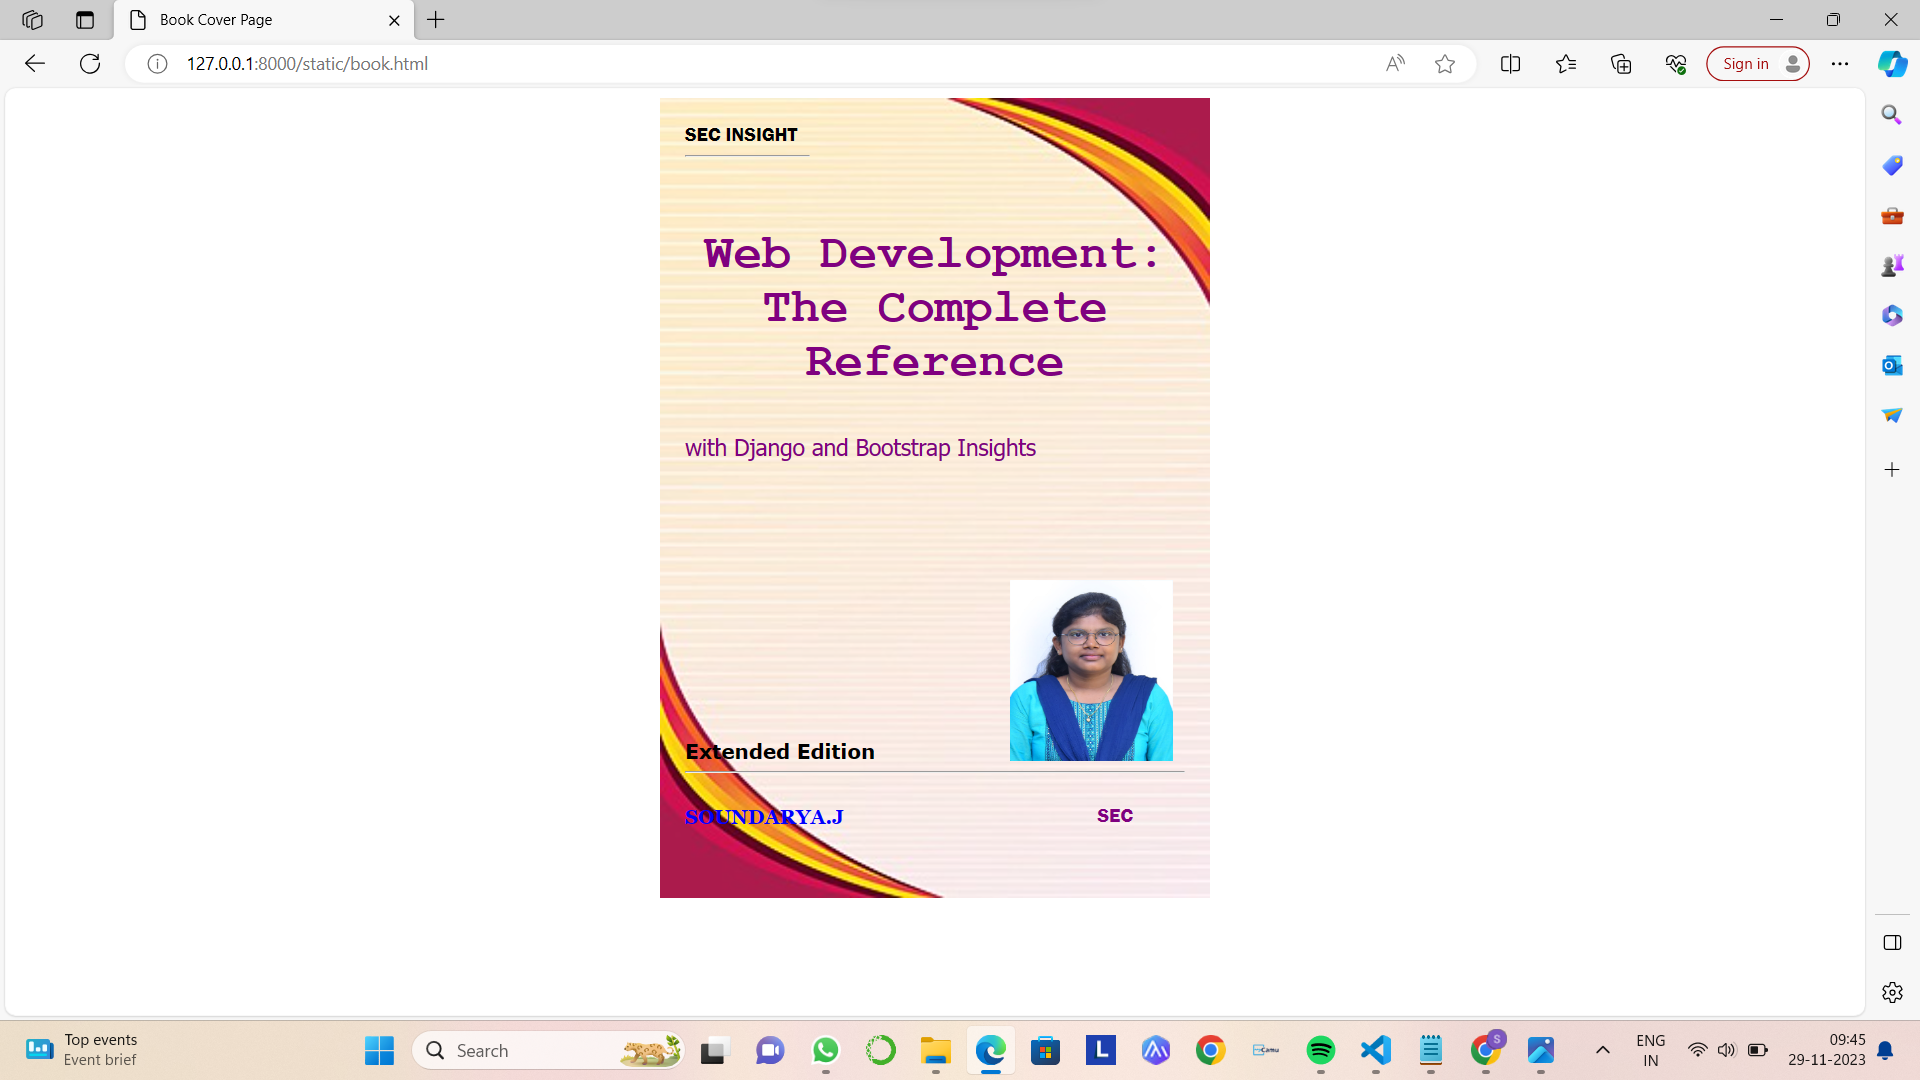 Book Cover Page
127.0.0.1:8000/static/book.html
Sign in
SEC INSIGHT
Web Development:
The Complete
Reference
with Django and Bootstrap Insights
Extended Edition
SOUNDARYA.J
SEC
Top events
Event brief
Search
L
Camu
S
ENG
IN
09:45
29-11-2023